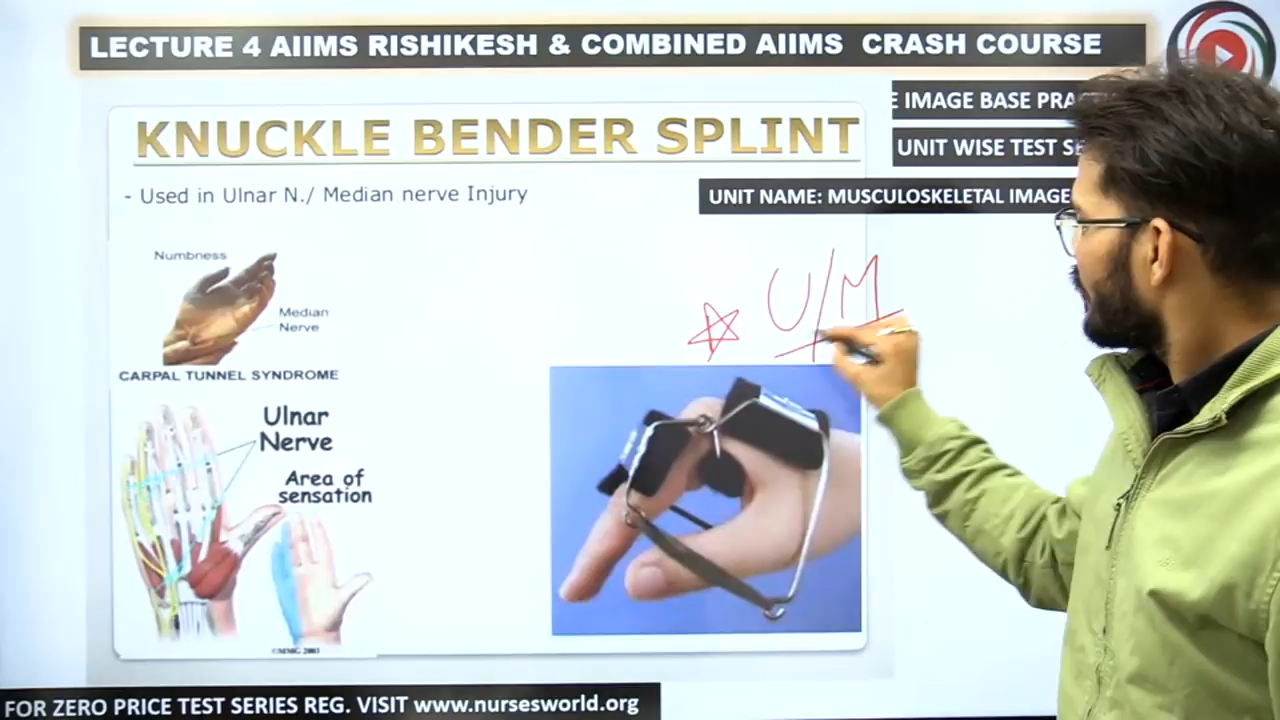 LECTURE 4 AIIMS RISHIKESH & COMBINED AIIMS CRASH COURSE
E IMAGE BASE
UNIT WISE TEST
UNIT NAME: MUSCULOSKELETAL IMAGE
KNUCKLE BENDER SPLINT
- Used in Ulnar N./ Median nerve Injury
Numbness
Median
Nerve
U/M
CARPAL TUNNEL SYNDROME
Ulnar
Nerve
Area of
sensation
FOR ZERO PRICE TEST SERIES REG. VISIT www.nursesworld.org